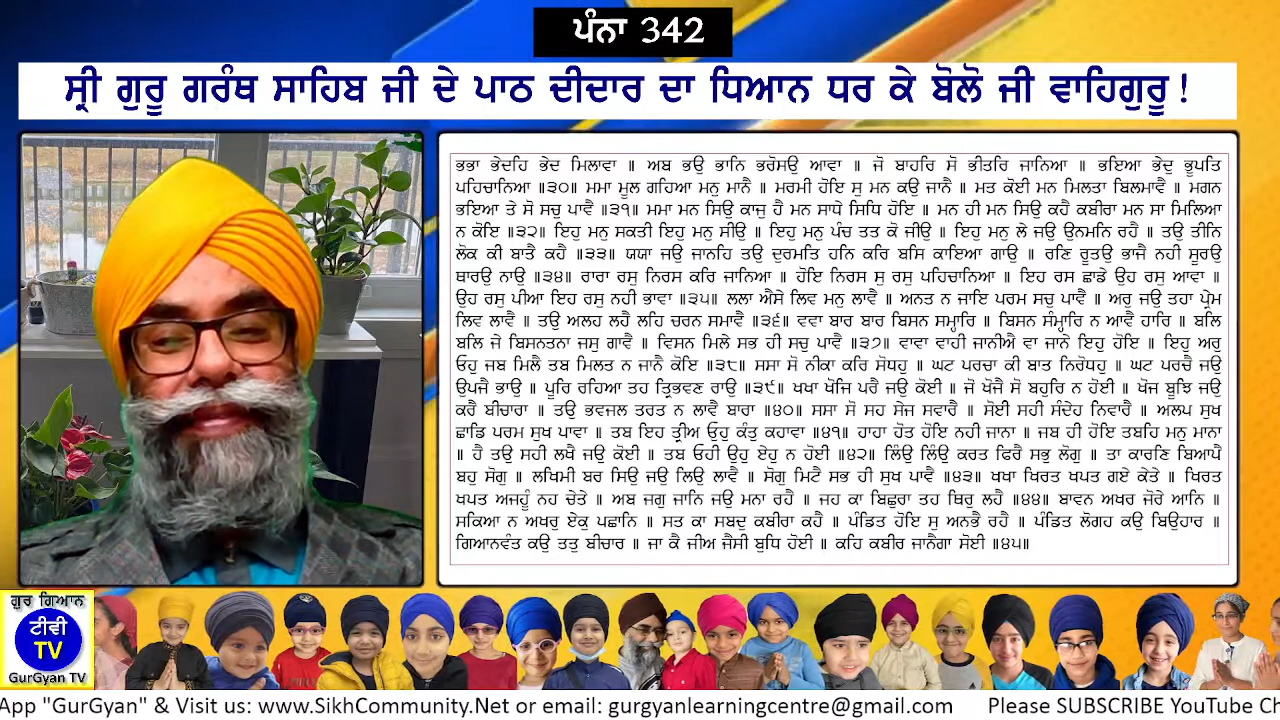 ਪੰਨਾ 342
ਸ੍ਰੀ ਗੁਰੂ ਗਰੰਥ ਸਾਹਿਬ ਜੀ ਦੇ ਪਾਠ ਦੀਦਾਰ ਦਾ ਧਿਆਨ ਧਰ ਕੇ ਬੋਲੋ ਜੀ ਵਾਹਿਗੁਰੂ !
ਭਭਾ ਭੇਦਹਿ ਭੇਦ ਮਿਲਾਵਾ ॥ ਅਬ ਭਉ ਭਾਨਿ ਭਰੋਸਉ ਆਵਾ ॥ ਜੋ ਬਾਹਰਿ ਸੋ ਭੀਤਰਿ ਜਾਨਿਆ ॥ ਭਇਆ ਭੇਦੁ ਭੂਪਤਿ
ਪਹਿਚਾਨਿਆ ॥੩੦॥ ਮਮਾ ਮੂਲ ਗਹਿਆ ਮਨੁ ਮਾਨੈ ॥ ਮਰਮੀ ਹੋਇ ਸੁ ਮਨ ਕਉ ਜਾਨੈ ॥ ਮਤ ਕੋਈ ਮਨ ਮਿਲਤਾ ਬਿਲਮਾਵੈ ॥ ਮਗਨ
ਭਇਆ ਤੇ ਸੋ ਸਚੁ ਪਾਵੈ ॥੩੧॥ ਮਮਾ ਮਨ ਸਿਉ ਕਾਜੁ ਹੈ ਮਨ ਸਾਧੇ ਸਿਧਿ ਹੋਇ ॥ ਮਨ ਹੀ ਮਨ ਸਿਉ ਕਹੈ ਕਬੀਰਾ ਮਨ ਸਾ ਮਿਲਿਆ
ਨ ਕੋਇ ॥੩੨॥ ਇਹੁ ਮਨੁ ਸਕਤੀ ਇਹੁ ਮਨੁ ਸੀਉ ॥ ਇਹੁ ਮਨੁ ਪੰਚ ਤਤ ਕੋ ਜੀਉ ॥ ਇਹੁ ਮਨੁ ਲੇ ਜਉ ਉਨਮਨਿ ਰਹੈ ॥ ਤਉ ਤੀਨਿ
ਲੋਕ ਕੀ ਬਾਤੈ ਕਹੈ ॥੩੩॥ ਯਯਾ ਜਉ ਜਾਨਹਿ ਤਉ ਦੁਰਮਤਿ ਹਨਿ ਕਰਿ ਬਸਿ ਕਾਇਆ ਗਾਉ ॥ ਰਣਿ ਰੂਤਉ ਭਾਜੈ ਨਹੀ ਸੂਰਉ
ਥਾਰਉ ਨਾਉ ॥੩੪॥ ਰਾਰਾ ਰਸੁ ਨਿਰਸ ਕਰਿ ਜਾਨਿਆ ॥ ਹੋਇ ਨਿਰਸ ਸੁ ਰਸੁ ਪਹਿਚਾਨਿਆ ॥ ਇਹ ਰਸ ਛਾਡੇ ਉਹ ਰਸੁ ਆਵਾ ॥
ਉਹ ਰਸੁ ਪੀਆ ਇਹ ਰਸੁ ਨਹੀ ਭਾਵਾ ॥੩੫॥ ਲਲਾ ਐਸੇ ਲਿਵ ਮਨੁ ਲਾਵੈ ॥ ਅਨਤ ਨ ਜਾਇ ਪਰਮ ਸਚੁ ਪਾਵੈ ॥ ਅਰੁ ਜਉ ਤਹਾ ਪ੍ਰੇਮ
ਲਿਵ ਲਾਵੈ ॥ ਤਉ ਅਲਹ ਲਹੈ ਲਹਿ ਚਰਨ ਸਮਾਵੈ ॥੩੬॥ ਵਵਾ ਬਾਰ ਬਾਰ ਬਿਸਨ ਸਮ੍ਹਾਰਿ ॥ ਬਿਸਨ ਸੰਮ੍ਹਾਰਿ ਨ ਆਵੈ ਹਾਰਿ ॥ ਬਲਿ
ਬਲਿ ਜੇ ਬਿਸਨਤਨਾ ਜਸੁ ਗਾਵੈ ॥ ਵਿਸਨ ਮਿਲੇ ਸਭ ਹੀ ਸਚੁ ਪਾਵੈ ॥੩੭॥ ਵਾਵਾ ਵਾਹੀ ਜਾਨੀਐ ਵਾ ਜਾਨੇ ਇਹੁ ਹੋਇ ॥ ਇਹੁ ਅਰੁ
ਓਹੁ ਜਬ ਮਿਲੈ ਤਬ ਮਿਲਤ ਨ ਜਾਨੈ ਕੋਇ ॥੩੮॥ ਸਸਾ ਸੋ ਨੀਕਾ ਕਰਿ ਸੋਧਹੁ ॥ ਘਟ ਪਰਚਾ ਕੀ ਬਾਤ ਨਿਰੋਧਹੁ ॥ ਘਟ ਪਰਚੈ ਜਉ
ਉਪਜੈ ਭਾਉ ॥ ਪੂਰਿ ਰਹਿਆ ਤਹ ਤ੍ਰਿਭਵਣ ਰਾਉ ॥੩੯॥ ਖਖਾ ਖੋਜਿ ਪਰੈ ਜਉ ਕੋਈ ॥ ਜੋ ਖੋਜੈ ਸੋ ਬਹੁਰਿ ਨ ਹੋਈ ॥ ਖੋਜ ਬੂਝਿ ਜਉ
ਕਰੈ ਬੀਚਾਰਾ ॥ ਤਉ ਭਵਜਲ ਤਰਤ ਨ ਲਾਵੈ ਬਾਰਾ ॥੪੦॥ ਸਸਾ ਸੋ ਸਹ ਸੇਜ ਸਵਾਰੈ ॥ ਸੋਈ ਸਹੀ ਸੰਦੇਹ ਨਿਵਾਰੈ ॥ ਅਲਪ ਸੁਖ
ਛਾਡਿ ਪਰਮ ਸੁਖ ਪਾਵਾ ॥ ਤਬ ਇਹ ਤ੍ਰੀਅ ਓੁਹੁ ਕੰਤੁ ਕਹਾਵਾ ॥੪੧॥ ਹਾਹਾ ਹੋਤ ਹੋਇ ਨਹੀ ਜਾਨਾ ॥ ਜਬ ਹੀ ਹੋਇ ਤਬਹਿ ਮਨੁ ਮਾਨਾ
॥ ਹੈ ਤਉ ਸਹੀ ਲਖੈ ਜਉ ਕੋਈ ॥ ਤਬ ਓਹੀ ਉਹੁ ਏਹੁ ਨ ਹੋਈ ॥੪੨॥ ਲਿੰਉ ਲਿੰਉ ਕਰਤ ਫਿਰੈ ਸਭੁ ਲੋਗੁ ॥ ਤਾ ਕਾਰਣਿ ਬਿਆਪੈ
ਬਹੁ ਸੋਗੁ ॥ ਲਖਿਮੀ ਬਰ ਸਿਉ ਜਉ ਲਿਉ ਲਾਵੈ ॥ ਸੋਗੁ ਮਿਟੈ ਸਭ ਹੀ ਸੁਖ ਪਾਵੈ ॥੪੩॥ ਖਖਾ ਖਿਰਤ ਖਪਤ ਗਏ ਕੇਤੇ ॥ ਖਿਰਤ
ਖਪਤ ਅਜਹੂੰ ਨਹ ਚੇਤੇ ॥ ਅਬ ਜਗੁ ਜਾਨਿ ਜਉ ਮਨਾ ਰਹੈ ॥ ਜਹ ਕਾ ਬਿਛੁਰਾ ਤਹ ਥਿਰੁ ਲਹੈ ॥੪੪॥ ਬਾਵਨ ਅਖਰ ਜੋਰੇ ਆਨਿ ॥
ਸਕਿਆ ਨ ਅਖਰੁ ਏਕੁ ਪਛਾਨਿ ॥ ਸਤ ਕਾ ਸਬਦੁ ਕਬੀਰਾ ਕਹੈ ॥ ਪੰਡਿਤ ਹੋਇ ਸੁ ਅਨਭੈ ਰਹੈ ॥ ਪੰਡਿਤ ਲੋਗਹ ਕਉ ਬਿਉਹਾਰ ॥
ਗਿਆਨਵੰਤ ਕਉ ਤਤੁ ਬੀਚਾਰ ॥ ਜਾ ਕੈ ਜੀਅ ਜੈਸੀ ਬੁਧਿ ਹੋਈ ॥ ਕਹਿ ਕਬੀਰ ਜਾਨੈਗਾ ਸੋਈ ॥੪੫॥
ਗੁਰ ਗਿਆਨ
ਟੀਵੀ
TV
GurGyan TV
App "GurGyan" & Visit us: www.SikhCommunity.Net or email: gurgyanlearningcentre@gmail.com Please SUBSCRIBE YouTube Ch